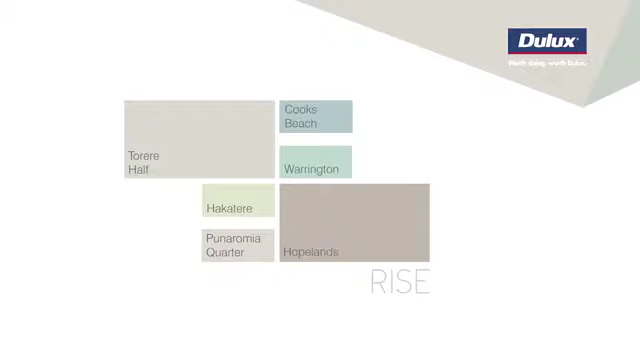 Dulux
Worth doing, worth Dulux.
Cooks
Beach
Torere
Half
Warrington
Hakatere
Punaromia
Quarter
Hopelands
RISE